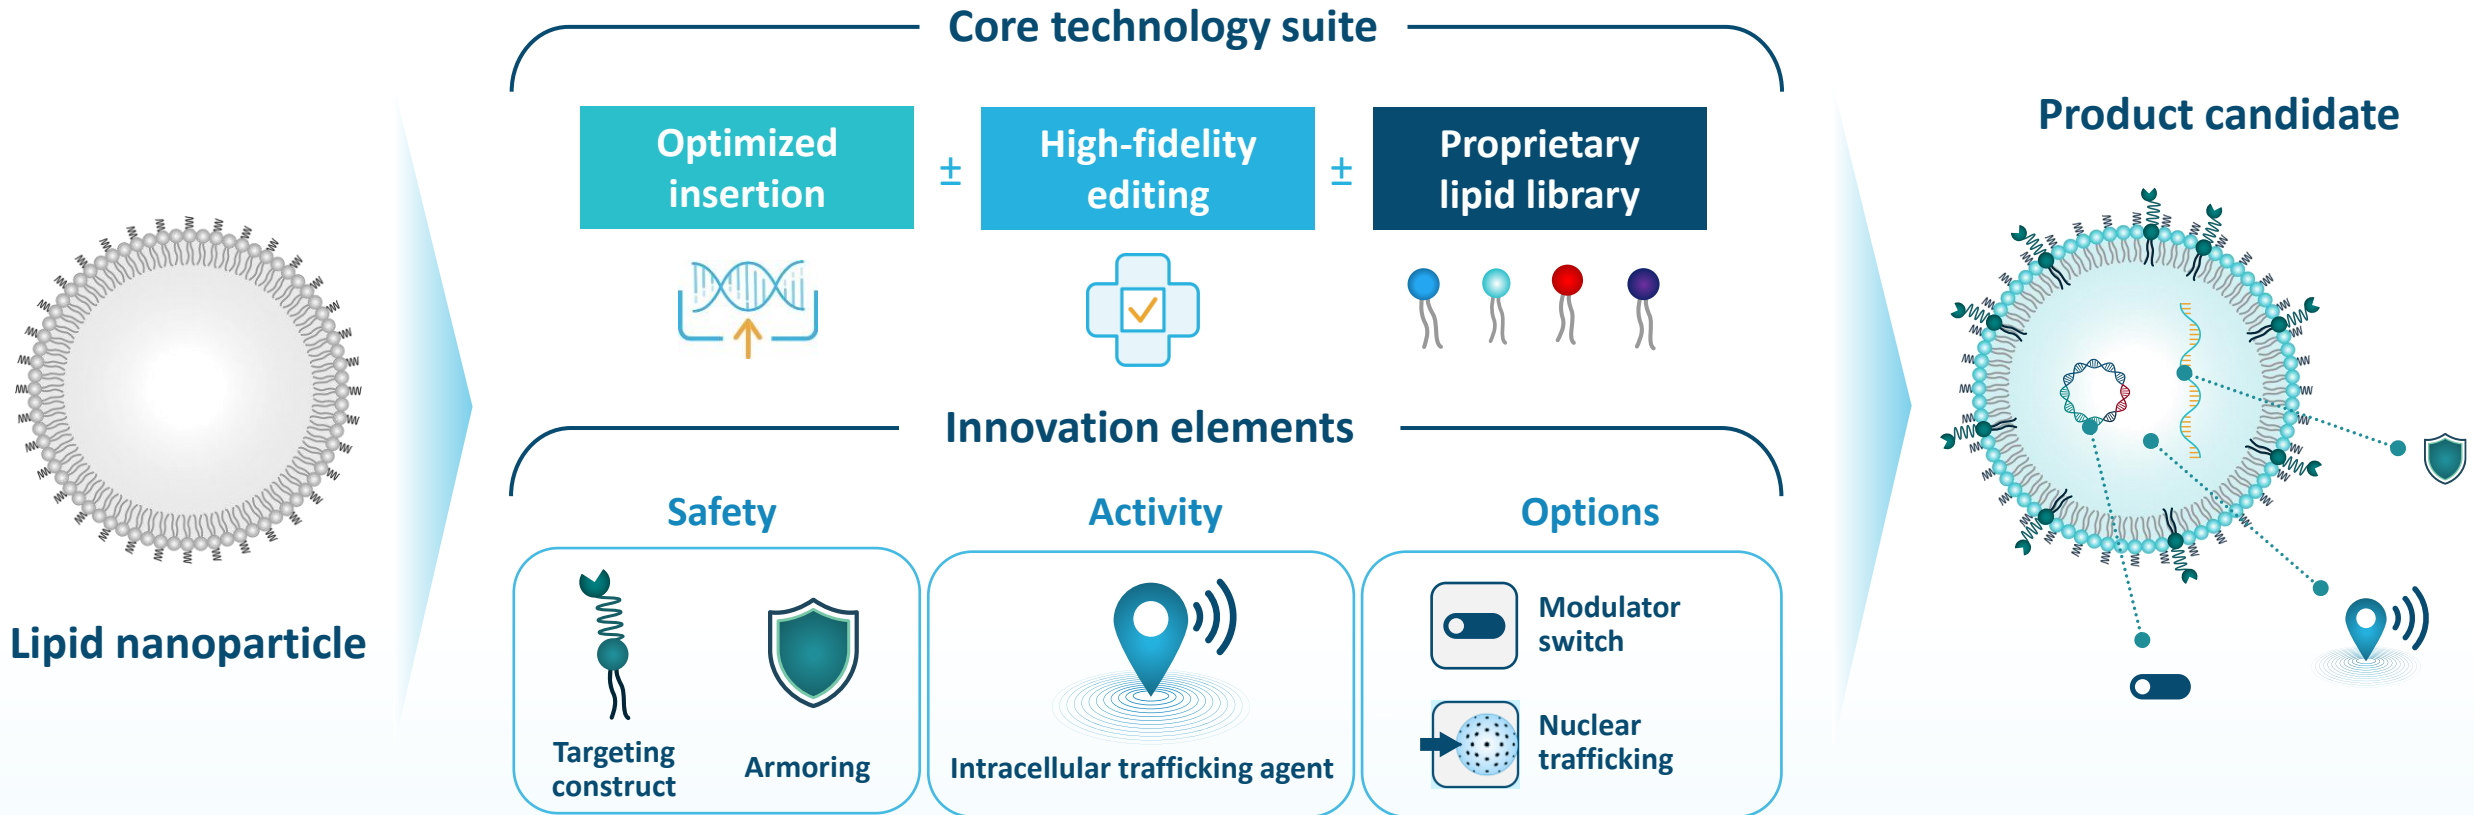 Core technology suite
Optimized
insertion
±
High-fidelity
editing
±
Proprietary
lipid library
Product candidate
Lipid nanoparticle
Innovation elements
Safety
Activity
Options
Targeting
construct
Armoring
Intracellular trafficking agent
Modulator
switch
Nuclear
trafficking